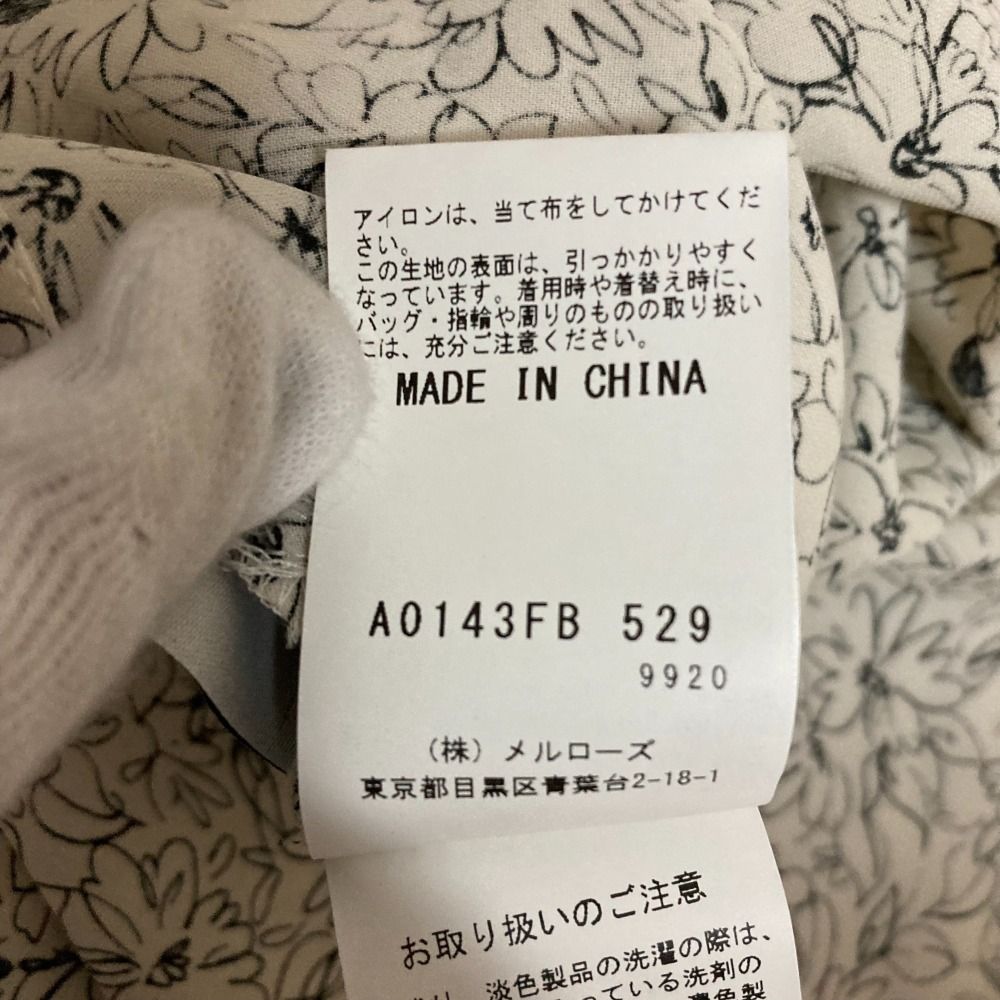 アイロンは、当て布をしてかけてくだ
さい。
この生地の表面は、引っかかりやすく
なっています。着用時や着替え時に、
バッグ・指輪や周りのものの取り扱い
には、充分ご注意ください。
MADE IN CHINA
A0143FB 529
9920
(株) メルローズ
東京都目黒区青葉台2-18-1
お取り扱いのご注意
淡色製品の洗濯の際は、
ている洗剤の